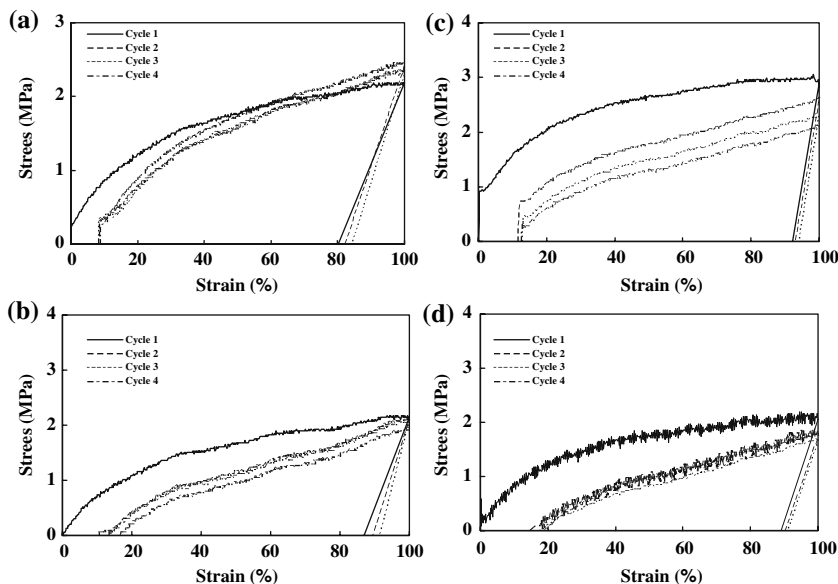 (a)
3
2
1
0
Strees (MPa)
Cycle 1
Cycle 2
Cycle 3
Cycle 4
0 20 40 60 80 100
Strain (%)
(c)
4
3
2
1
0
Strees (MPa)
Cycle 1
Cycle 2
Cycle 3
Cycle 4
0 20 40 60 80 100
Strain (%)
(b)
4
3
2
1
0
Strees (MPa)
Cycle 1
Cycle 2
Cycle 3
Cycle 4
0 20 40 60 80 100
Strain (%)
(d)
4
3
2
1
0
Strees (MPa)
Cycle 1
Cycle 2
Cycle 3
Cycle 4
0 20 40 60 80 100
Strain (%)